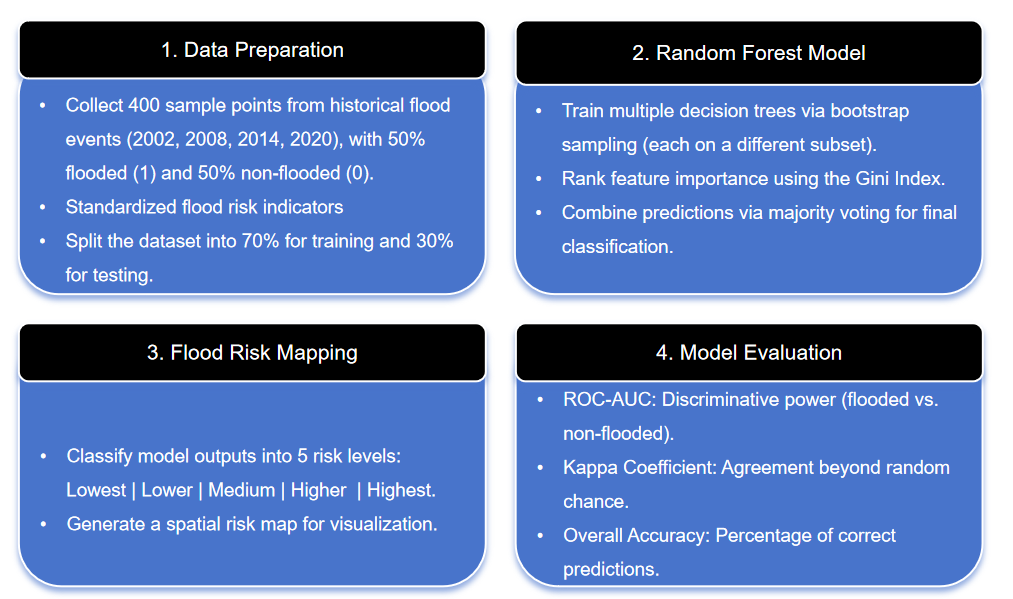 1. Data Preparation
• Collect 400 sample points from historical flood
events (2002, 2008, 2014, 2020), with 50%
flooded (1) and 50% non-flooded (0).
• Standardized flood risk indicators
• Split the dataset into 70% for training and 30%
for testing.
2. Random Forest Model
• Train multiple decision trees via bootstrap
sampling (each on a different subset).
• Rank feature importance using the Gini Index.
• Combine predictions via majority voting for final
classification.
3. Flood Risk Mapping
• Classify model outputs into 5 risk levels:
Lowest | Lower | Medium | Higher  | Highest.
• Generate a spatial risk map for visualization.
4. Model Evaluation
• ROC-AUC: Discriminative power (flooded vs.
non-flooded).
• Kappa Coefficient: Agreement beyond random
chance.
• Overall Accuracy: Percentage of correct
predictions.